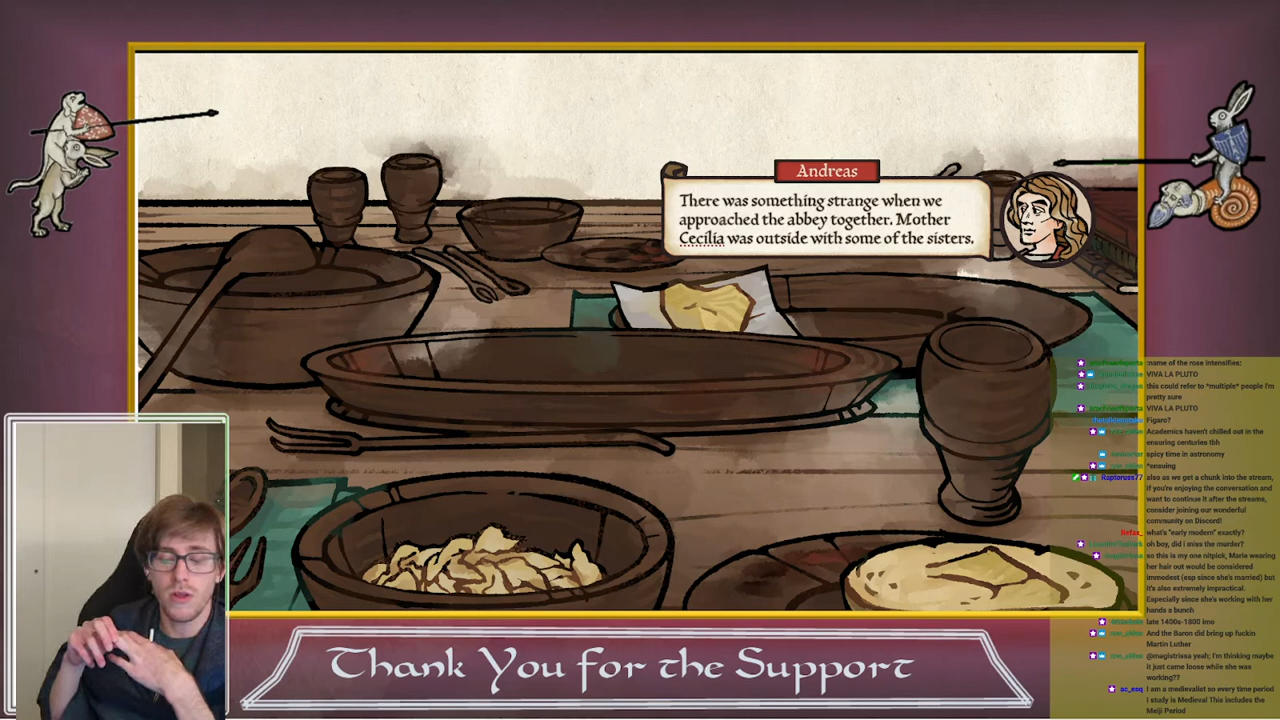 Andreas
There was something strange when we
approached the abbey together. Mother
Cecilia was outside with some of the sisters.
:name of the rose intensifies:
VIVA LA PLUTO
this could refer to *multiple* people I'm
pretty sure
VIVA LA PLUTO
Figaro?
Academics haven't chilled out in the
ensuring centuries tbh
spicy time in astronomy
*ensuing
Raptorues77 also as we get a chunk into the stream,
if you're enjoying the conversation and
want to continue it after the streams,
consider joining our wonderful
community on Discord!
liefas_ what's "early modern" exactly?
oh boy, did i miss the murder?
so this is my one nitpick, Marie wearing
her hair out would be considered
immodest (esp since she's married) but
it's also extremely impractical.
Especially since she's working with her
hands a bunch
late 1400s-1800 imo
And the Baron did bring up fuckin
Martin Luther
@magistrissa yeah; I'm thinking maybe
it just came loose while she was
working??
ac_esq I am a medievalist so every time period
I study is Medieval This includes the
Meiji Period
Thank You for the Support